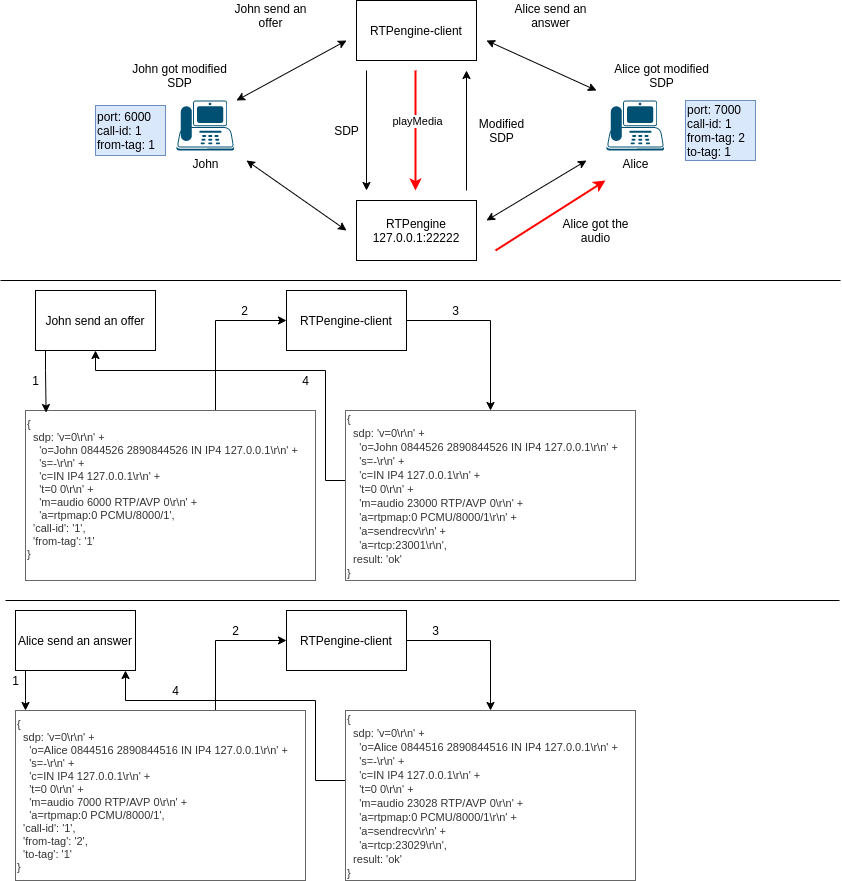 John send an
offer
RTPengine-client
Alice send an
answer
John got modified
SDP
Alice got modified
SDP
port: 6000
call-id: 1
from-tag: 1
John
SDP
playMedia
Modified
SDP
Alice
port: 7000
call-id: 1
from-tag: 2
to-tag: 1
RTPengine
127.0.0.1:22222
Alice got the
audio
John send an offer
2
RTPengine-client
3
1
4
{
sdp: 'v=0\r\n' +
'o=John 0844526 2890844526 IN IP4 127.0.0.1\r\n' +
's=-\r\n' +
'c=IN IP4 127.0.0.1\r\n' +
't=0 0\r\n' +
'm=audio 6000 RTP/AVP 0\r\n' +
'a=rtpmap:0 PCMU/8000/1',
'call-id': '1',
'from-tag': '1'
}
{
sdp: 'v=0\r\n' +
'o=John 0844526 2890844526 IN IP4 127.0.0.1\r\n' +
's=-\r\n' +
'c=IN IP4 127.0.0.1\r\n' +
't=0 0\r\n' +
'm=audio 23000 RTP/AVP 0\r\n' +
'a=rtpmap:0 PCMU/8000/1\r\n' +
'a=sendrecv\r\n' +
'a=rtcp:23001\r\n',
result: 'ok'
}
Alice send an answer
2
RTPengine-client
3
1
4
{
sdp: 'v=0\r\n' +
'o=Alice 0844516 2890844516 IN IP4 127.0.0.1\r\n' +
's=-\r\n' +
'c=IN IP4 127.0.0.1\r\n' +
't=0 0\r\n' +
'm=audio 7000 RTP/AVP 0\r\n' +
'a=rtpmap:0 PCMU/8000/1',
'call-id': '1',
'from-tag': '2',
'to-tag': '1'
}
{
sdp: 'v=0\r\n' +
'o=Alice 0844516 2890844516 IN IP4 127.0.0.1\r\n' +
's=-\r\n' +
'c=IN IP4 127.0.0.1\r\n' +
't=0 0\r\n' +
'm=audio 23028 RTP/AVP 0\r\n' +
'a=rtpmap:0 PCMU/8000/1\r\n' +
'a=sendrecv\r\n' +
'a=rtcp:23029\r\n',
result: 'ok'
}